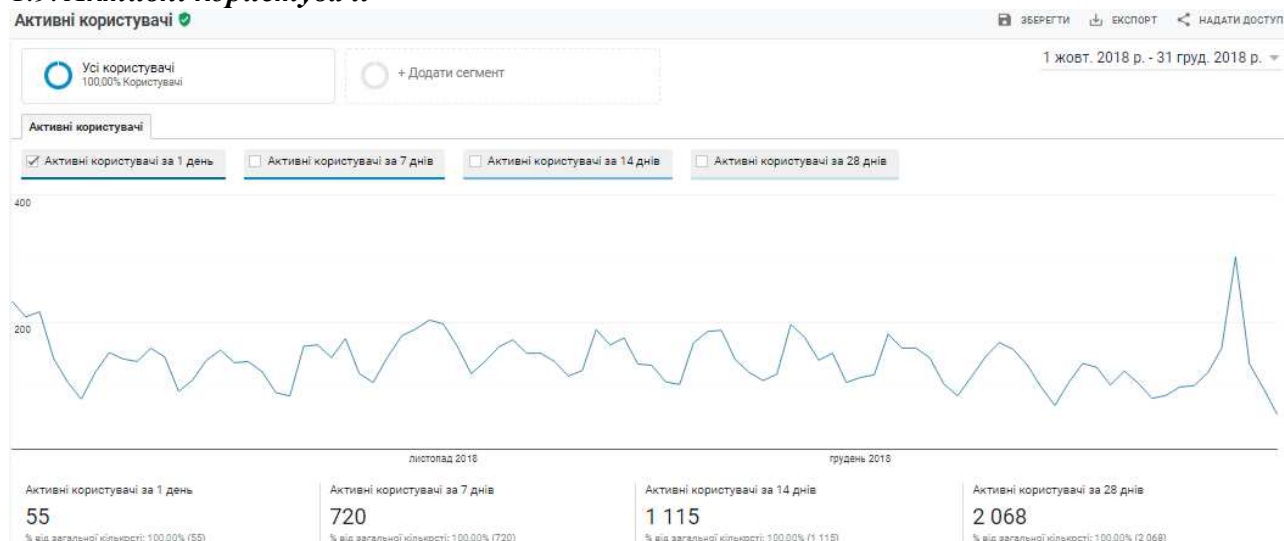 Активні користувачі
ЗБЕРЕГТИ ЕКСПОРТ НАДАТИ ДОСТУП
Усі користувачі
100,00% Користувачі
+ Додати сегмент
1 жовт. 2018 р. - 31 груд. 2018 р.
Активні користувачі
Активні користувачі за 1 день Активні користувачі за 7 днів Активні користувачі за 14 днів Активні користувачі за 28 днів
400
200
листопад 2018 грудень 2018
Активні користувачі за 1 день Активні користувачі за 7 днів Активні користувачі за 14 днів Активні користувачі за 28 днів
55 720 1 115 2 068
% від загальної кількості: 100,00% (55) % від загальної кількості: 100,00% (720) % від загальної кількості: 100,00% (1 115) % від загальної кількості: 100,00% (2 068)